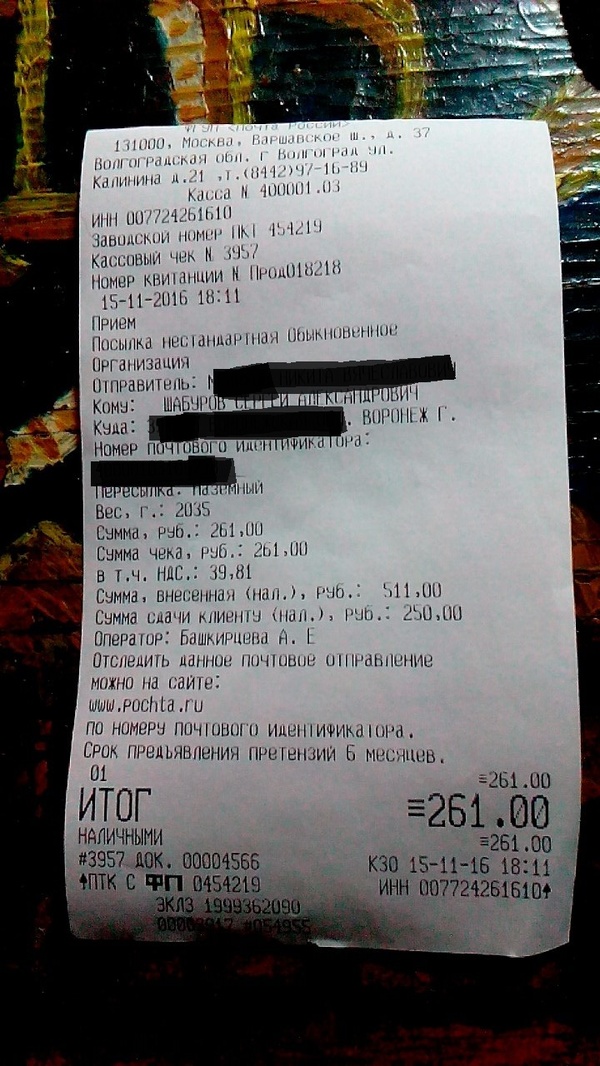 ФГУП <Почта России>
131000, Москва, Варшавское ш., д. 37
Волгоградская обл. г Волгоград ул.
Калинина д.21 ,т.(8442)97-16-89
Касса N 400001.03
ИНН 007724261610
Заводской номер ПКТ 454219
Кассовый чек N 3957
Номер квитанции N Прод018218
15-11-2016 18:11
Прием
Посылка нестандартная Обыкновенное
Организация
Отправитель:
Кому: ШАБУРОВ СЕРГЕЙ АЛЕКСАНДРОВИЧ
Куда: , ВОРОНЕЖ Г.
Номер почтового идентификатора:
Пересылка: Наземный
Вес, г.: 2035
Сумма, руб.: 261,00
Сумма чека, руб.: 261,00
в т.ч. НДС.: 39,81
Сумма, внесенная (нал.), руб.: 511,00
Сумма сдачи клиенту (нал.), руб.: 250,00
Оператор: Башкирцева А. Е
Отследить данное почтовое отправление
можно на сайте:
www.pochta.ru
по номеру почтового идентификатора.
Срок предъявления претензий 6 месяцев.
01 ≡261.00
ИТОГ ≡261.00
НАЛИЧНЫМИ ≡261.00
#3957 ДОК. 00004566 К30 15-11-16 18:11
↑ПТК С ФП 0454219 ИНН 007724261610↑
ЭКЛЗ 1999362090
#054955